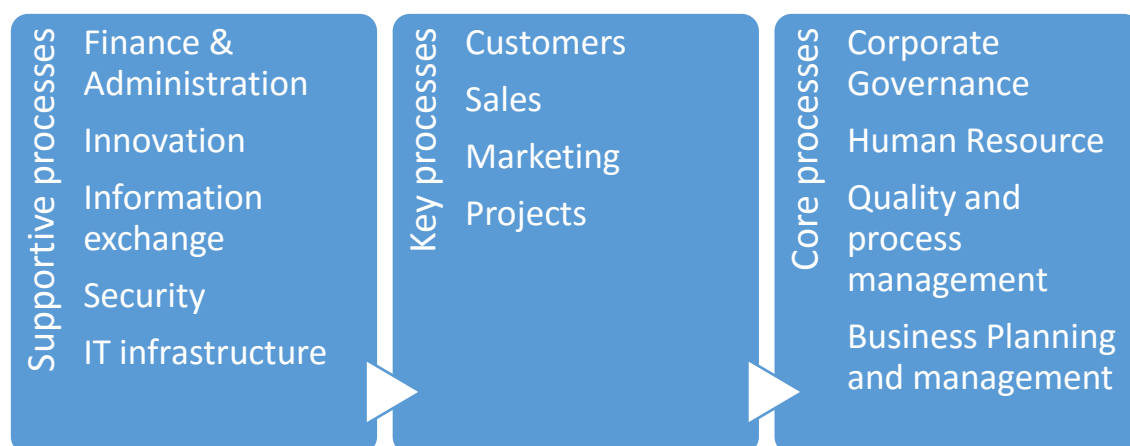 Supportive processes
Finance &
Administration
Innovation
Information
exchange
Security
IT infrastructure
Key processes
Customers
Sales
Marketing
Projects
Core processes
Corporate
Governance
Human Resource
Quality and
process
management
Business Planning
and management